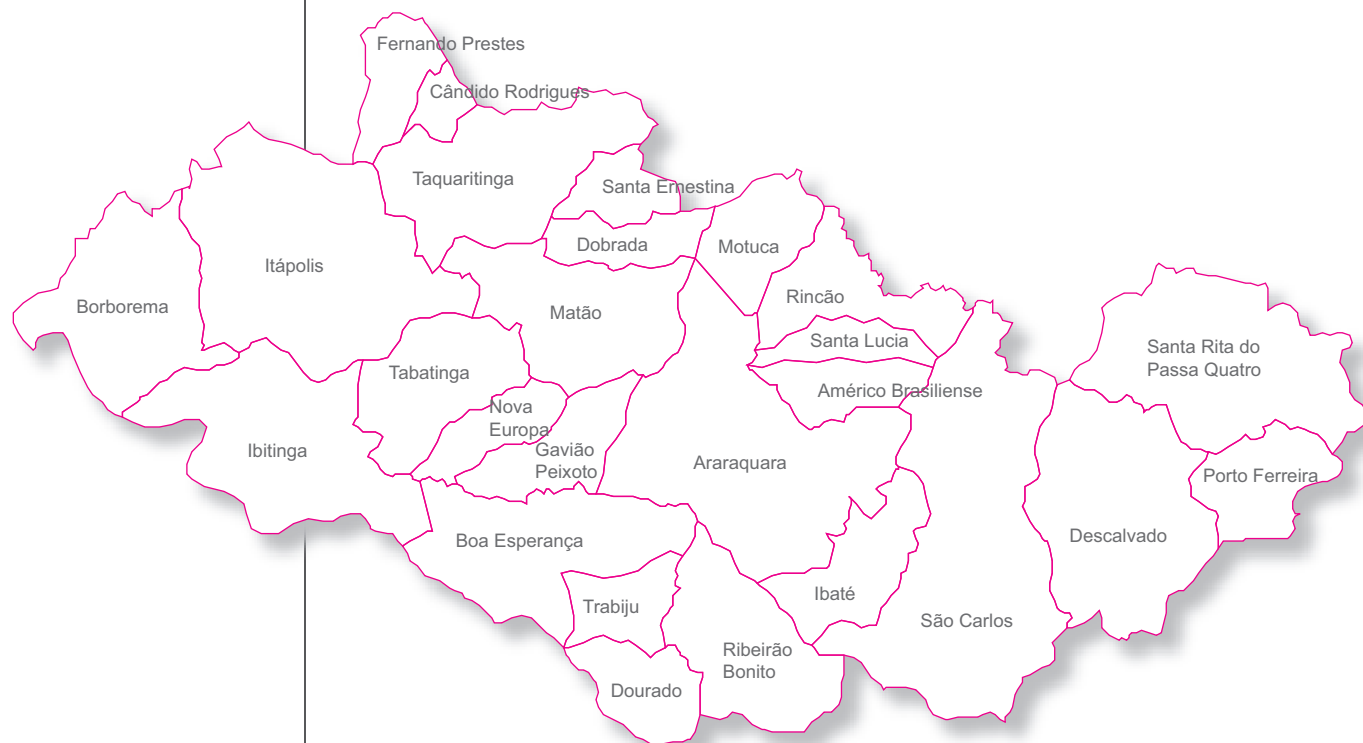 Fernando Prestes
Cândido Rodrigues
Taquaritinga
Santa Ernestina
Dobrada
Motuca
Itápolis
Borborema
Matão
Rincão
Santa Lucia
Santa Rita do
Passa Quatro
Tabatinga
Américo Brasiliense
Nova
Europa
Ibitinga
Gavião
Peixoto
Araraquara
Porto Ferreira
Boa Esperança
Descalvado
Trabiju
Ibaté
São Carlos
Ribeirão
Bonito
Dourado